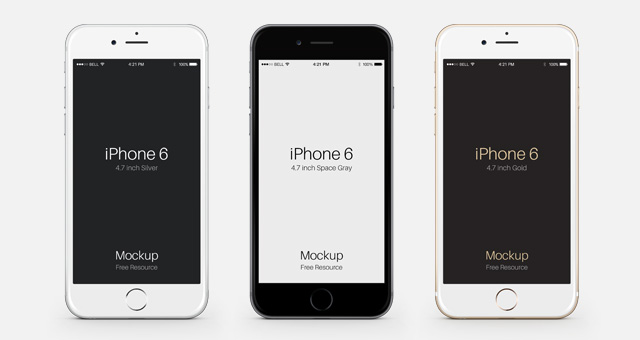 ●●●○○ BELL 4:21 PM 100%
iPhone 6
4.7 inch Silver
Mockup
Free Resource
●●●○○ BELL 4:21 PM 100%
iPhone 6
4.7 inch Space Gray
Mockup
Free Resource
●●●○○ BELL 4:21 PM 100%
iPhone 6
4.7 inch Gold
Mockup
Free Resource